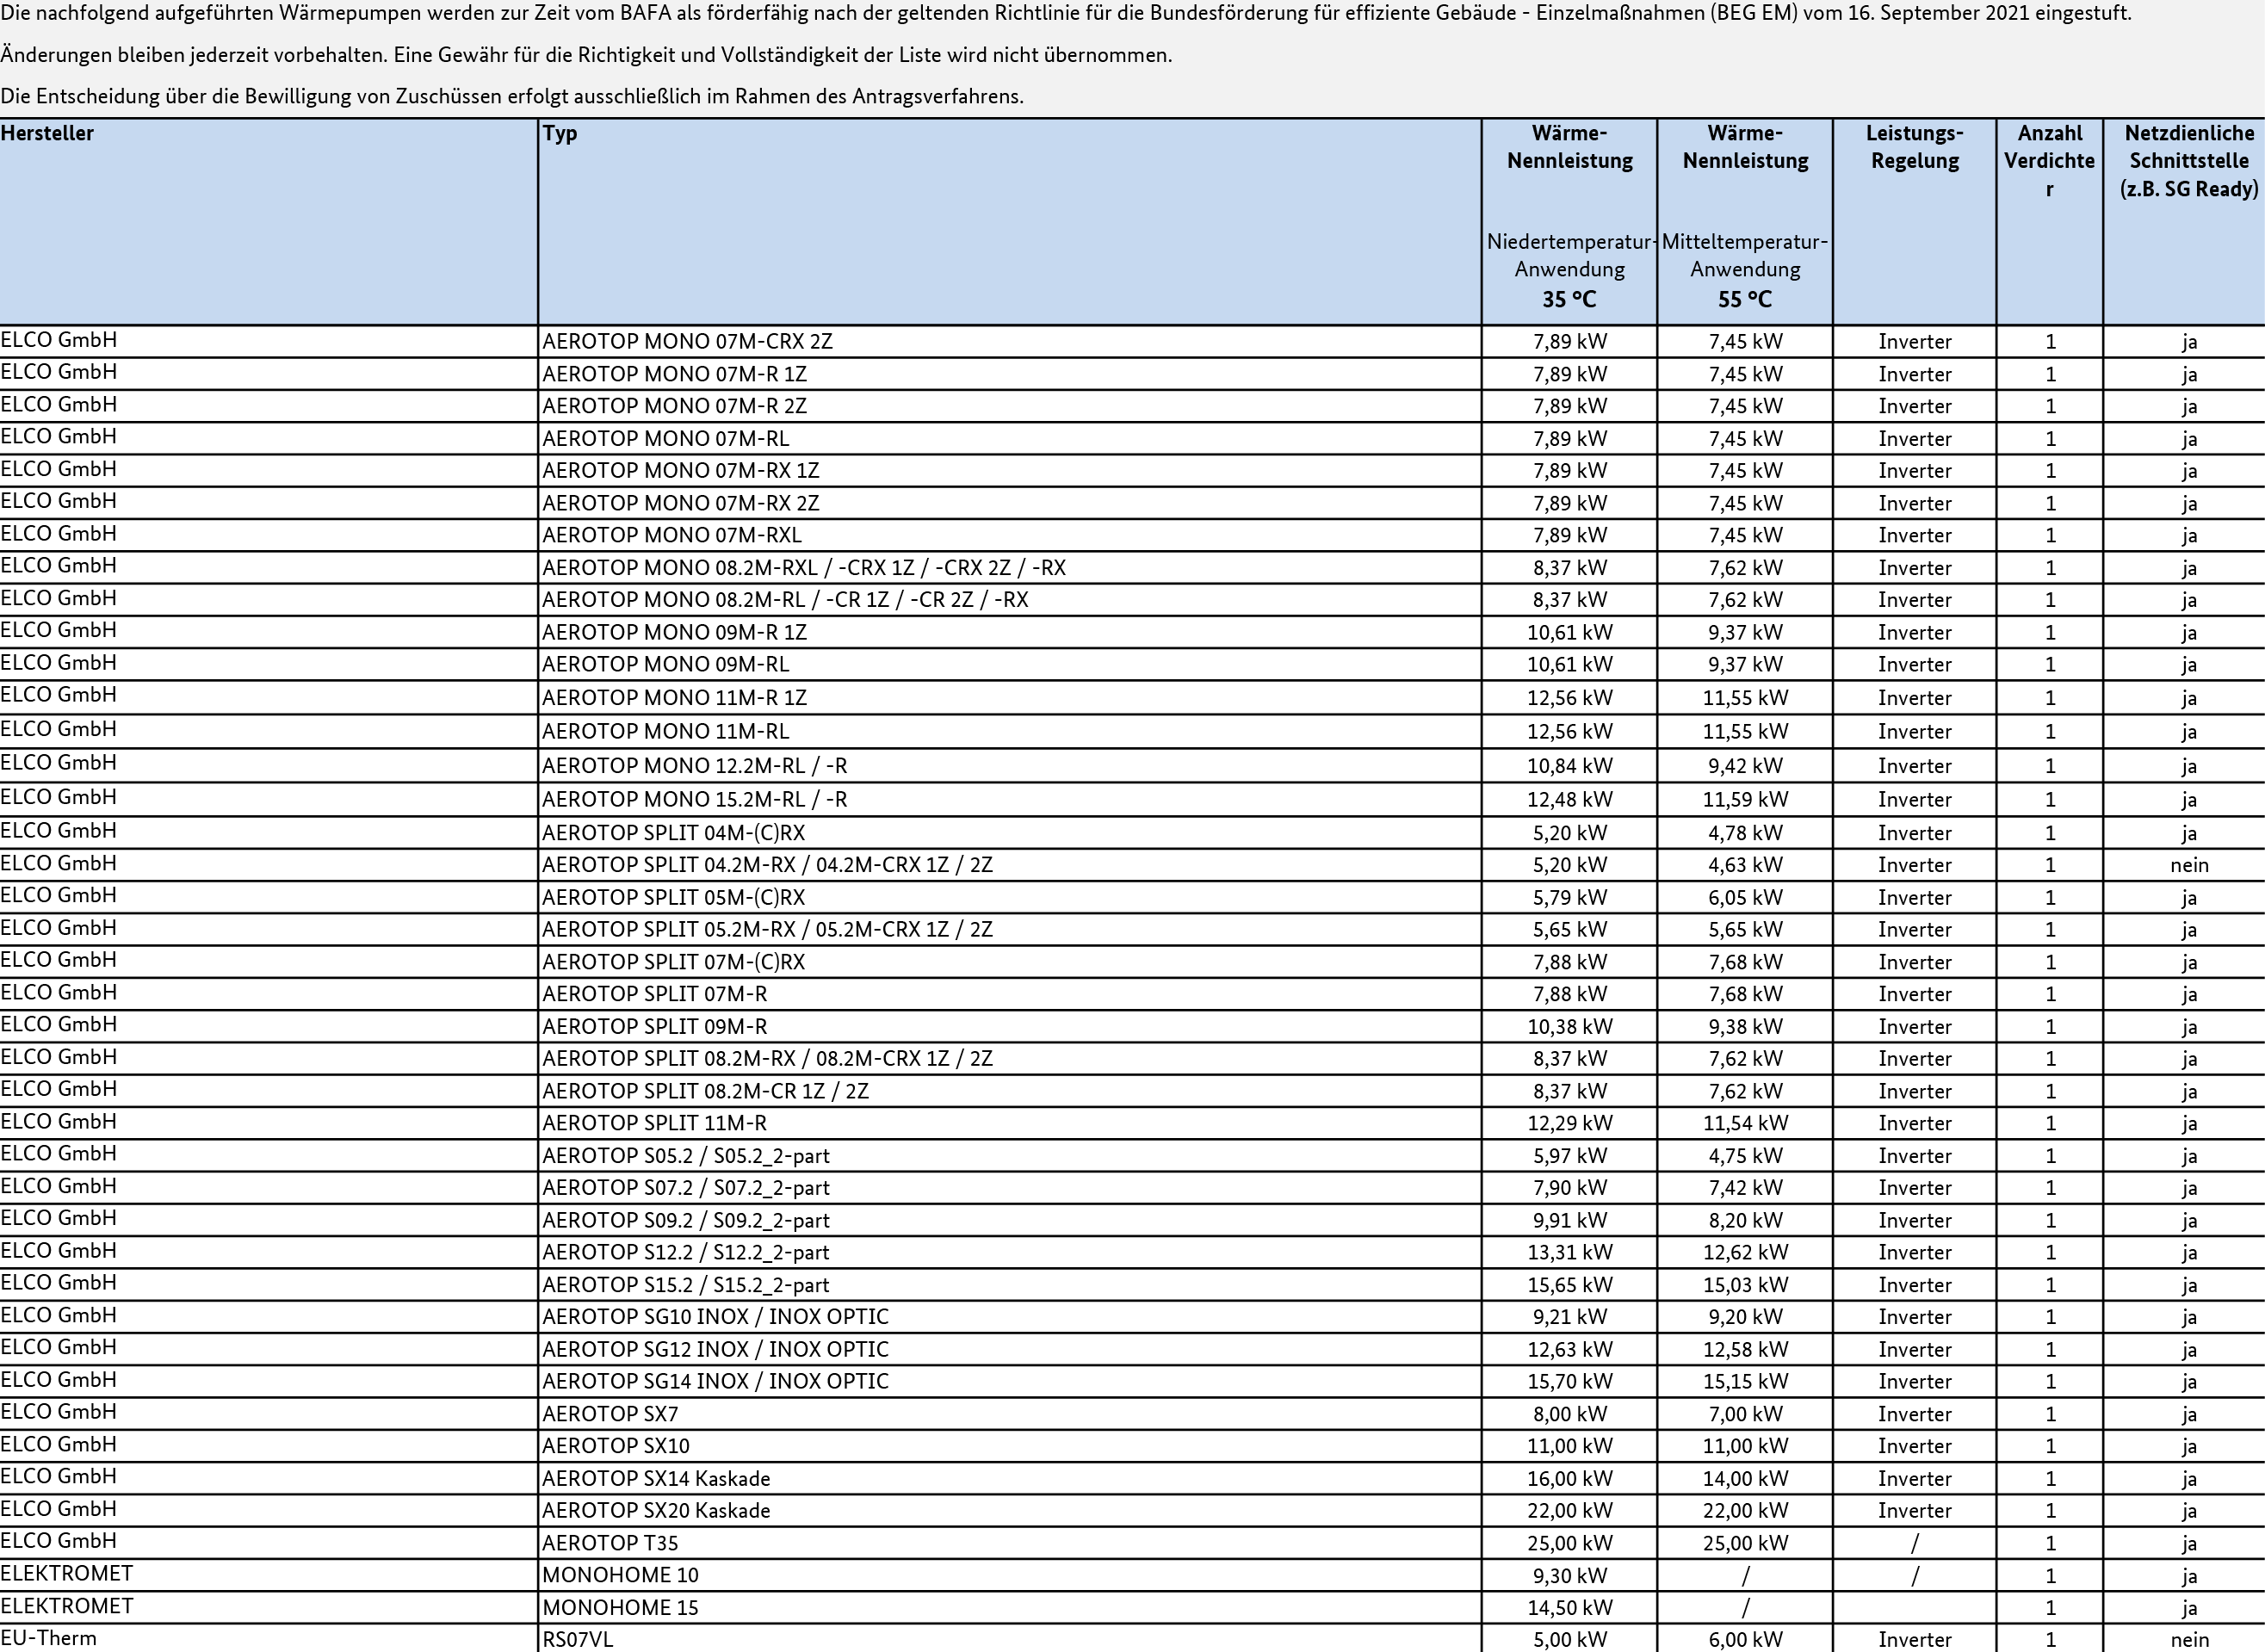 Die nachfolgend aufgeführten Wärmepumpen werden zur Zeit vom BAFA als förderfähig nach der geltenden Richtlinie für die Bundesförderung für effiziente Gebäude - Einzelmaßnahmen (BEG EM) vom 16. September 2021 eingestuft.
Änderungen bleiben jederzeit vorbehalten. Eine Gewähr für die Richtigkeit und Vollständigkeit der Liste wird nicht übernommen.
Die Entscheidung über die Bewilligung von Zuschüssen erfolgt ausschließlich im Rahmen des Antragsverfahrens.
Hersteller Typ Wärme- Wärme- Leistungs- Anzahl Netzdienliche
Nennleistung Nennleistung Regelung Verdichte Schnittstelle
r (z.B. SG Ready)
Niedertemperatur- Mitteltemperatur-
Anwendung Anwendung
35 °C 55 °C
ELCO GmbH AEROTOP MONO 07M-CRX 2Z 7,89 kW 7,45 kW Inverter 1 ja
ELCO GmbH AEROTOP MONO 07M-R 1Z 7,89 kW 7,45 kW Inverter 1 ja
ELCO GmbH AEROTOP MONO 07M-R 2Z 7,89 kW 7,45 kW Inverter 1 ja
ELCO GmbH AEROTOP MONO 07M-RL 7,89 kW 7,45 kW Inverter 1 ja
ELCO GmbH AEROTOP MONO 07M-RX 1Z 7,89 kW 7,45 kW Inverter 1 ja
ELCO GmbH AEROTOP MONO 07M-RX 2Z 7,89 kW 7,45 kW Inverter 1 ja
ELCO GmbH AEROTOP MONO 07M-RXL 7,89 kW 7,45 kW Inverter 1 ja
ELCO GmbH AEROTOP MONO 08.2M-RXL / -CRX 1Z / -CRX 2Z / -RX 8,37 kW 7,62 kW Inverter 1 ja
ELCO GmbH AEROTOP MONO 08.2M-RL / -CR 1Z / -CR 2Z / -RX 8,37 kW 7,62 kW Inverter 1 ja
ELCO GmbH AEROTOP MONO 09M-R 1Z 10,61 kW 9,37 kW Inverter 1 ja
ELCO GmbH AEROTOP MONO 09M-RL 10,61 kW 9,37 kW Inverter 1 ja
ELCO GmbH AEROTOP MONO 11M-R 1Z 12,56 kW 11,55 kW Inverter 1 ja
ELCO GmbH AEROTOP MONO 11M-RL 12,56 kW 11,55 kW Inverter 1 ja
ELCO GmbH AEROTOP MONO 12.2M-RL / -R 10,84 kW 9,42 kW Inverter 1 ja
ELCO GmbH AEROTOP MONO 15.2M-RL / -R 12,48 kW 11,59 kW Inverter 1 ja
ELCO GmbH AEROTOP SPLIT 04M-(C)RX 5,20 kW 4,78 kW Inverter 1 ja
ELCO GmbH AEROTOP SPLIT 04.2M-RX / 04.2M-CRX 1Z / 2Z 5,20 kW 4,63 kW Inverter 1 nein
ELCO GmbH AEROTOP SPLIT 05M-(C)RX 5,79 kW 6,05 kW Inverter 1 ja
ELCO GmbH AEROTOP SPLIT 05.2M-RX / 05.2M-CRX 1Z / 2Z 5,65 kW 5,65 kW Inverter 1 ja
ELCO GmbH AEROTOP SPLIT 07M-(C)RX 7,88 kW 7,68 kW Inverter 1 ja
ELCO GmbH AEROTOP SPLIT 07M-R 7,88 kW 7,68 kW Inverter 1 ja
ELCO GmbH AEROTOP SPLIT 09M-R 10,38 kW 9,38 kW Inverter 1 ja
ELCO GmbH AEROTOP SPLIT 08.2M-RX / 08.2M-CRX 1Z / 2Z 8,37 kW 7,62 kW Inverter 1 ja
ELCO GmbH AEROTOP SPLIT 08.2M-CR 1Z / 2Z 8,37 kW 7,62 kW Inverter 1 ja
ELCO GmbH AEROTOP SPLIT 11M-R 12,29 kW 11,54 kW Inverter 1 ja
ELCO GmbH AEROTOP S05.2 / S05.2_2-part 5,97 kW 4,75 kW Inverter 1 ja
ELCO GmbH AEROTOP S07.2 / S07.2_2-part 7,90 kW 7,42 kW Inverter 1 ja
ELCO GmbH AEROTOP S09.2 / S09.2_2-part 9,91 kW 8,20 kW Inverter 1 ja
ELCO GmbH AEROTOP S12.2 / S12.2_2-part 13,31 kW 12,62 kW Inverter 1 ja
ELCO GmbH AEROTOP S15.2 / S15.2_2-part 15,65 kW 15,03 kW Inverter 1 ja
ELCO GmbH AEROTOP SG10 INOX / INOX OPTIC 9,21 kW 9,20 kW Inverter 1 ja
ELCO GmbH AEROTOP SG12 INOX / INOX OPTIC 12,63 kW 12,58 kW Inverter 1 ja
ELCO GmbH AEROTOP SG14 INOX / INOX OPTIC 15,70 kW 15,15 kW Inverter 1 ja
ELCO GmbH AEROTOP SX7 8,00 kW 7,00 kW Inverter 1 ja
ELCO GmbH AEROTOP SX10 11,00 kW 11,00 kW Inverter 1 ja
ELCO GmbH AEROTOP SX14 Kaskade 16,00 kW 14,00 kW Inverter 1 ja
ELCO GmbH AEROTOP SX20 Kaskade 22,00 kW 22,00 kW Inverter 1 ja
ELCO GmbH AEROTOP T35 25,00 kW 25,00 kW / 1 ja
ELEKTROMET MONOHOME 10 9,30 kW / / 1 ja
ELEKTROMET MONOHOME 15 14,50 kW / 1 ja
EU-Therm RS07VL 5,00 kW 6,00 kW Inverter 1 nein